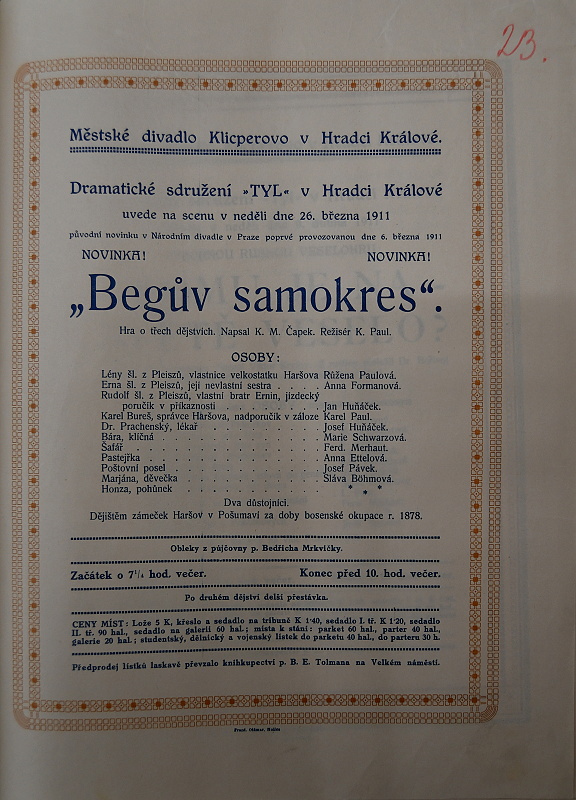 23.
Městské divadlo Klicperovo v Hradci Králové.
Dramatické sdružení »TYL« v Hradci Králové
uvede na scenu v neděli dne 26. března 1911
původní novinku v Národním divadle v Praze poprvé provozovanou dne 6. března 1911
NOVINKA! NOVINKA!
„Begův samokres“.
Hra o třech dějstvích. Napsal K. M. Čapek. Režisér K. Paul.
OSOBY:
Lény šl. z Pleiszů, vlastnice velkostatku Haršova Růžena Paulová.
Erna šl. z Pleiszů, její nevlastní sestra . . . . Anna Formanová.
Rudolf šl. z Pleiszů, vlastní bratr Ernin, jízdecký
poručík v příkaznosti . . . . . . . . Jan Huňáček.
Karel Bureš, správce Haršova, nadporučík v záloze Karel Paul.
Dr. Prachenský, lékař . . . . . . . . . Josef Huňáček.
Bára, klíčná . . . . . . . . . . . . Marie Schwarzová.
Šafář . . . . . . . . . . . . . . Ferd. Merhaut.
Pastejřka . . . . . . . . . . . . . Anna Ettelová.
Poštovní posel . . . . . . . . . . . Josef Pávek.
Marjána, děvečka . . . . . . . . . . Sláva Böhmová.
Honza, pohůnek . . . . . . . . . . * * *
Dva důstojníci.
Dějištěm zámeček Haršov v Pošumaví za doby bosenské okupace r. 1878.
Obleky z půjčovny p. Bedřicha Mrkvičky.
Začátek o 7¼ hod. večer. Konec před 10. hod. večer.
Po druhém dějství delší přestávka.
CENY MÍST: Lože 5 K, křeslo a sedadlo na tribuně K 1·40, sedadlo I. tř. K 1·20, sedadlo
II. tř. 90 hal., sedadlo na galerii 60 hal.; místa k stání: parket 60 hal., parter 40 hal.,
galerie 20 hal.; studentský, dělnický a vojenský lístek do parketu 40 hal., do parteru 30 h.
Předprodej lístků laskavě převzalo knihkupectví p. B. E. Tolmana na Velkém náměstí.